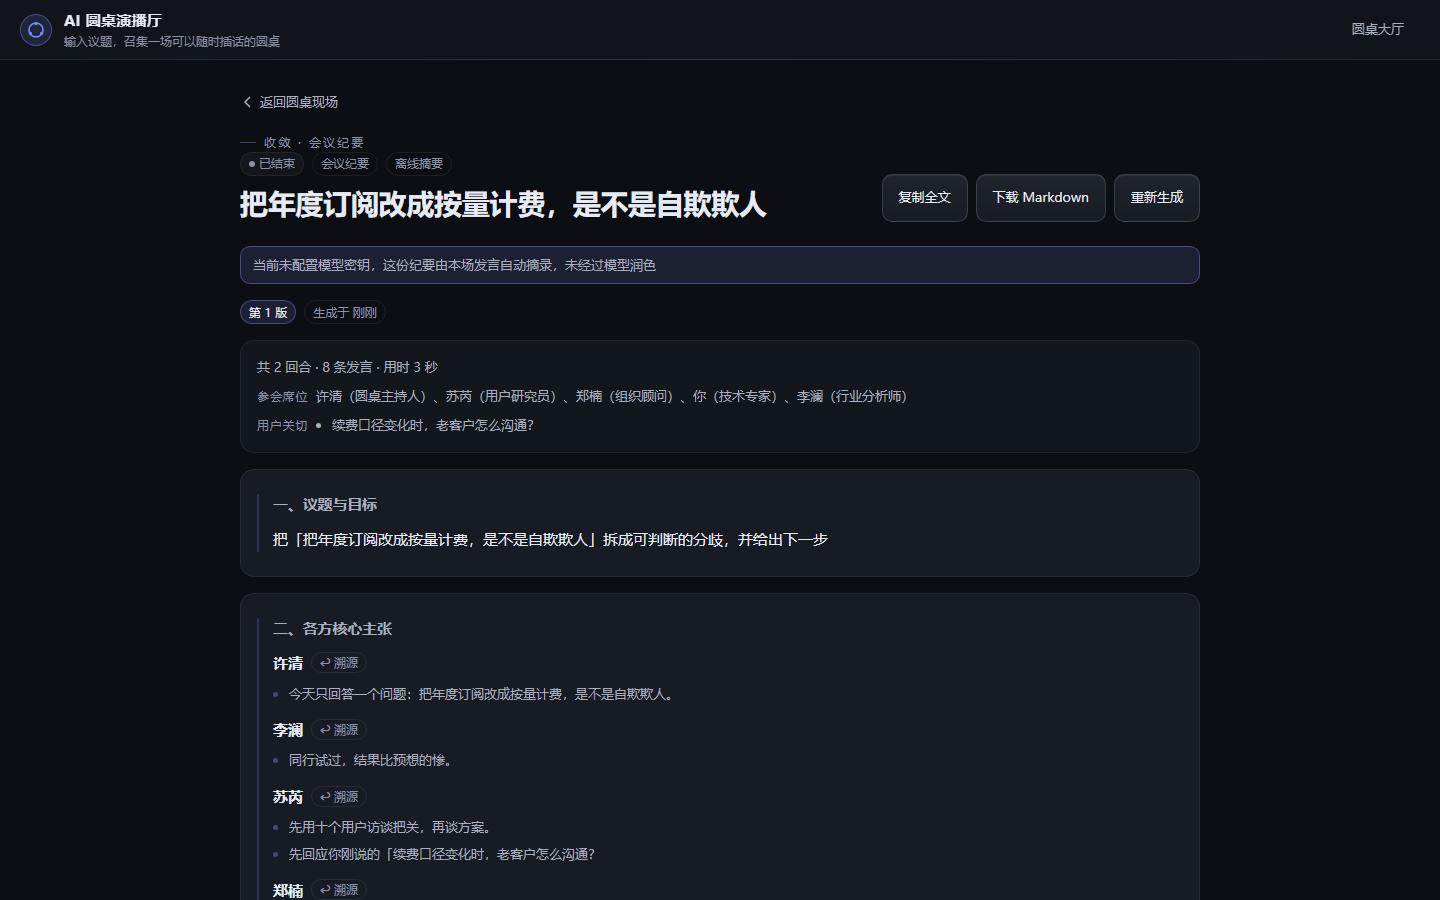 AI 圆桌演播厅
输入议题，召集一场可以随时插话的圆桌
圆桌大厅
返回圆桌现场
收敛 · 会议纪要
已结束
会议纪要
离线摘要
把年度订阅改成按量计费，是不是自欺欺人
复制全文
下载 Markdown
重新生成
当前未配置模型密钥，这份纪要由本场发言自动摘录，未经过模型润色
第 1 版
生成于 刚刚
共 2 回合 · 8 条发言 · 用时 3 秒
参会席位 许清（圆桌主持人）、苏芮（用户研究员）、郑楠（组织顾问）、你（技术专家）、李澜（行业分析师）
用户关切 • 续费口径变化时，老客户怎么沟通？
一、议题与目标
把「把年度订阅改成按量计费，是不是自欺欺人」拆成可判断的分歧，并给出下一步
二、各方核心主张
许清 ↩ 溯源
今天只回答一个问题：把年度订阅改成按量计费，是不是自欺欺人。
李澜 ↩ 溯源
同行试过，结果比预想的惨。
苏芮 ↩ 溯源
先用十个用户访谈把关，再谈方案。
先回应你刚说的「续费口径变化时，老客户怎么沟通？
郑楠 ↩ 溯源